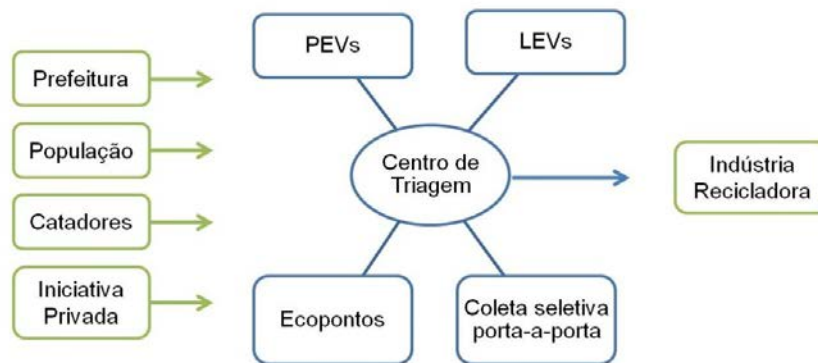 Prefeitura
População
Catadores
Iniciativa
Privada
PEVs
LEVs
Centro de
Triagem
Ecopontos
Coleta seletiva
porta-a-porta
Indústria
Recicladora